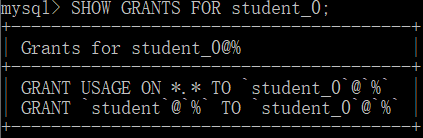 mysql> SHOW GRANTS FOR student_0;
+-----------------------------------------+
| Grants for student_0@%                  |
+-----------------------------------------+
| GRANT USAGE ON *.* TO `student_0`@`%`   |
| GRANT `student`@`%` TO `student_0`@`%`  |
+-----------------------------------------+